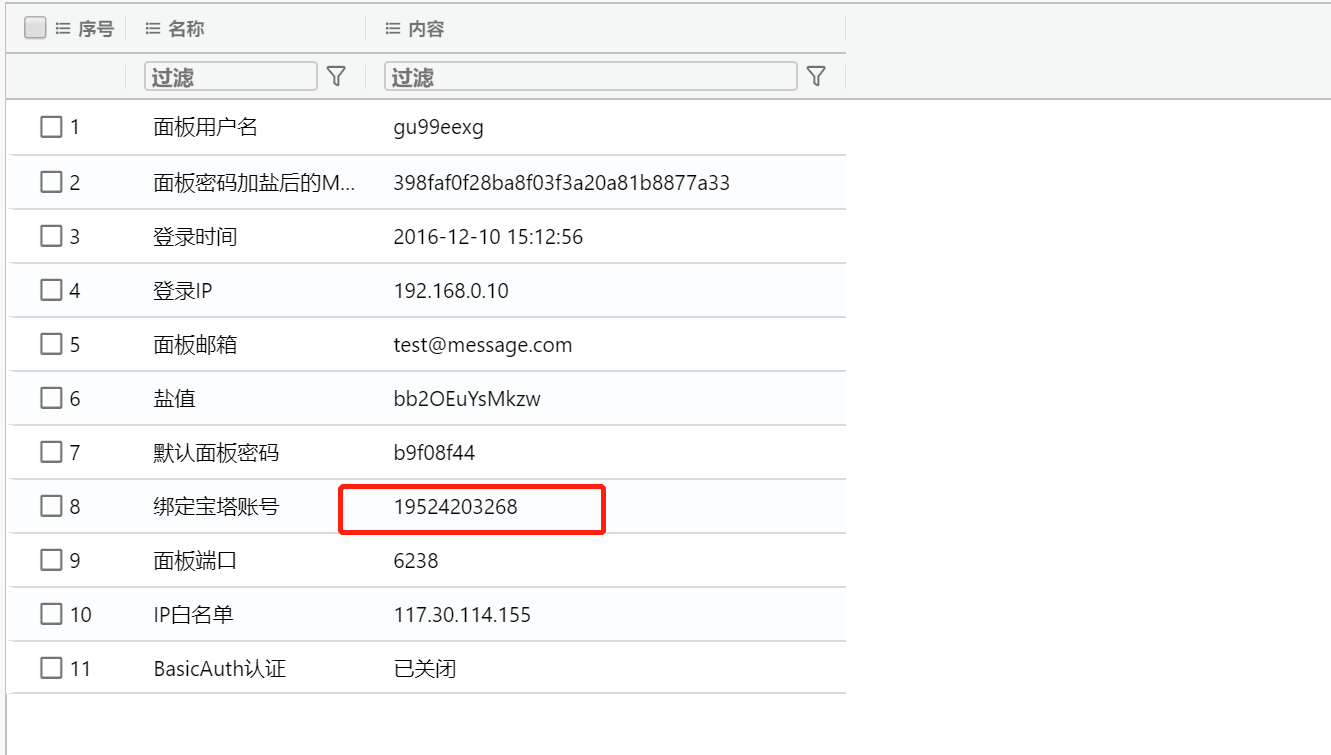 序号 名称 内容
过滤 过滤
1 面板用户名 gu99eexg
2 面板密码加盐后的M... 398faf0f28ba8f03f3a20a81b8877a33
3 登录时间 2016-12-10 15:12:56
4 登录IP 192.168.0.10
5 面板邮箱 test@message.com
6 盐值 bb2OEuYsMkzw
7 默认面板密码 b9f08f44
8 绑定宝塔账号 19524203268
9 面板端口 6238
10 IP白名单 117.30.114.155
11 BasicAuth认证 已关闭